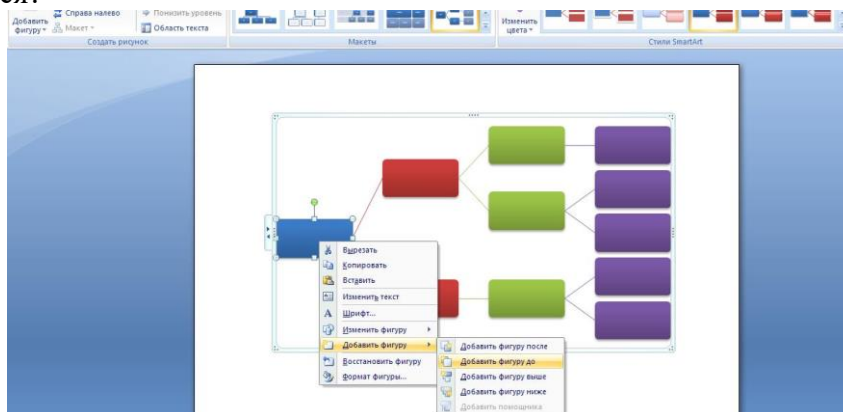 ся.
Добавить фигуру
Справа налево
Макет
Понизить уровень
Область текста
Создать рисунок
Макеты
Изменить цвета
Стили SmartArt
Вырезать
Копировать
Вставить
Изменить текст
Шрифт...
Изменить фигуру
Добавить фигуру
Восстановить фигуру
Формат фигуры...
Добавить фигуру после
Добавить фигуру до
Добавить фигуру выше
Добавить фигуру ниже
Добавить помощника